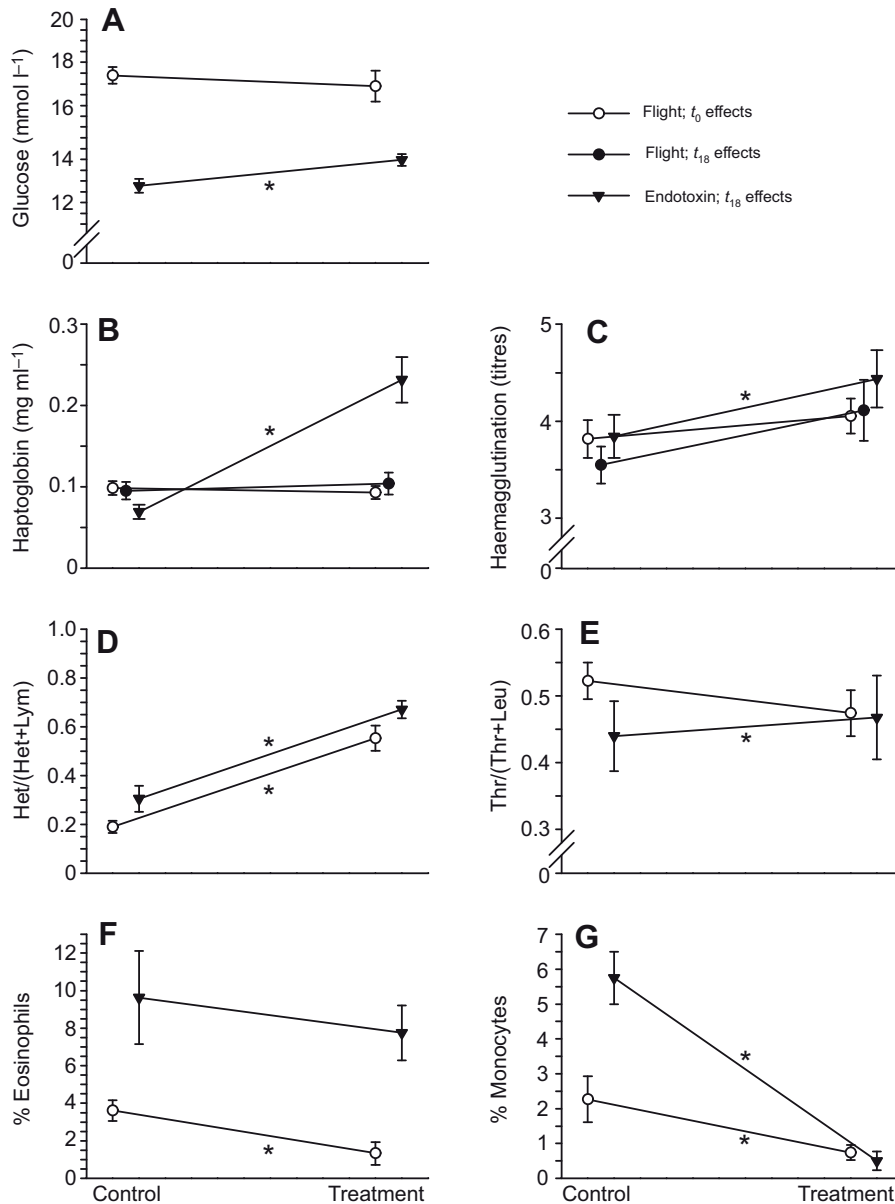 A
Glucose (mmol l–1)
20
18
16
14
12
0
Flight; t0 effects
Flight; t18 effects
Endotoxin; t18 effects
B
Haptoglobin (mg ml–1)
0.3
0.2
0.1
0
*
*
C
Haemagglutination (titres)
5
4
3
0
*
D
Het/(Het+Lym)
1.0
0.8
0.6
0.4
0.2
0
*
*
E
Thr/(Thr+Leu)
0.6
0.5
0.4
0.3
0
*
F
% Eosinophils
12
10
8
6
4
2
0
*
Control
Treatment
G
% Monocytes
7
6
5
4
3
2
1
0
*
*
Control
Treatment